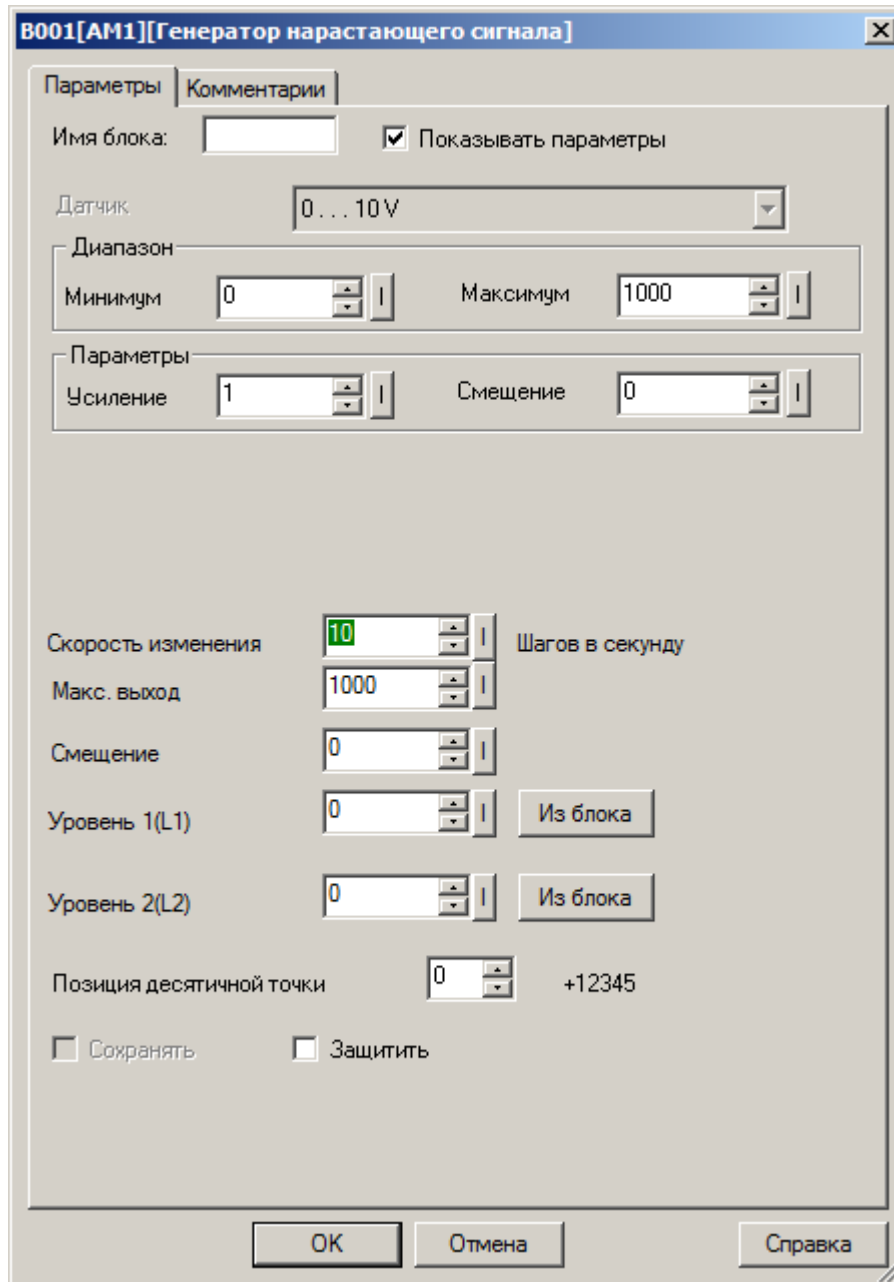 B001[AM1][Генератор нарастающего сигнала]
Параметры Комментарии
Имя блока: Показывать параметры
Датчик 0...10V
Диапазон
Минимум 0 Максимум 1000
Параметры
Усиление 1 Смещение 0
Скорость изменения 10 Шагов в секунду
Макс. выход 1000
Смещение 0
Уровень 1(L1) 0 Из блока
Уровень 2(L2) 0 Из блока
Позиция десятичной точки 0 +12345
Сохранять Защитить
OK Отмена Справка